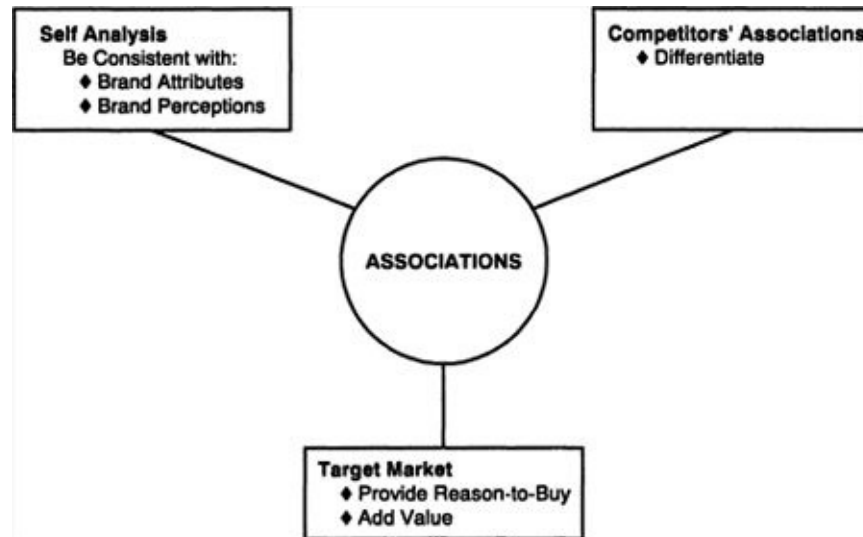 Self Analysis
Be Consistent with:
♦ Brand Attributes
♦ Brand Perceptions
Competitors' Associations
♦ Differentiate
ASSOCIATIONS
Target Market
♦ Provide Reason-to-Buy
♦ Add Value